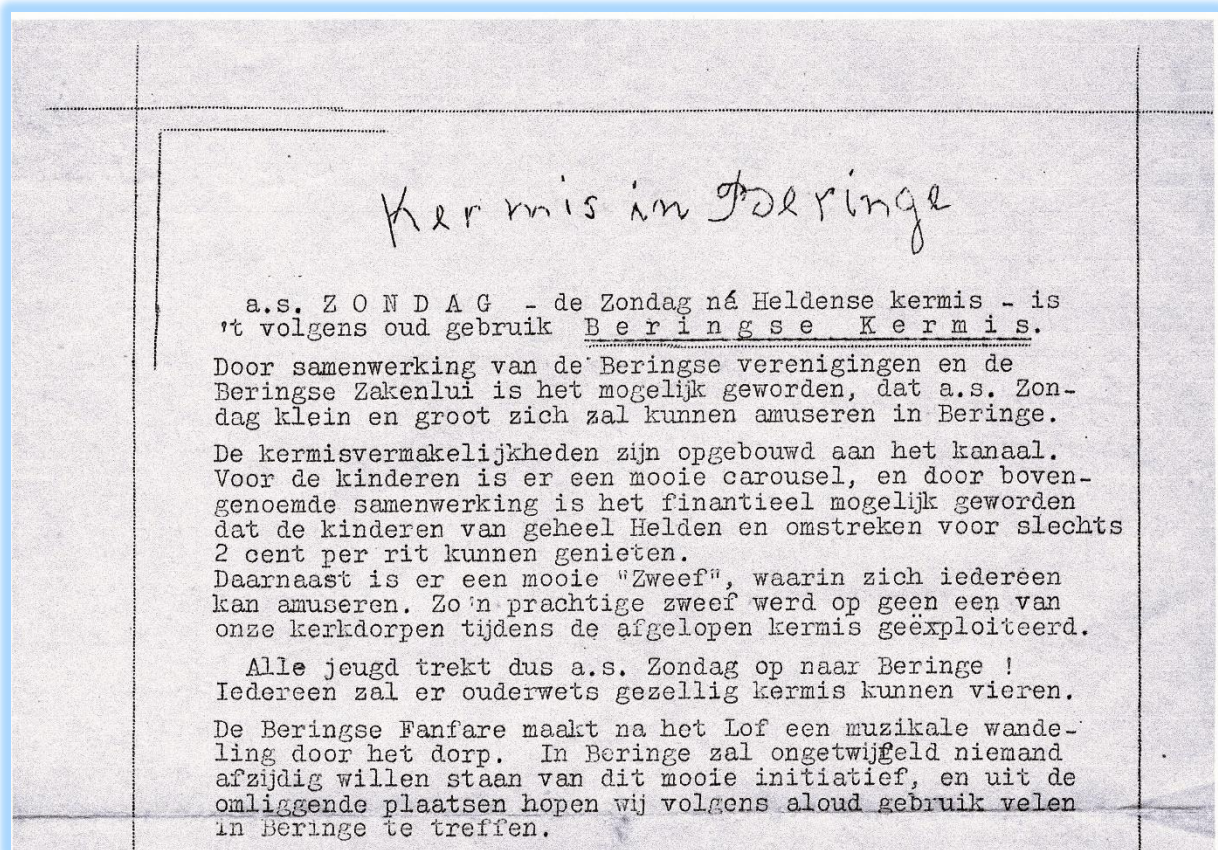 Kermis in Beringe
a.s. Z O N D A G - de Zondag ná Heldense kermis - is
't volgens oud gebruik B e r i n g s e K e r m i s.
Door samenwerking van de Beringse verenigingen en de
Beringse Zakenlui is het mogelijk geworden, dat a.s. Zon-
dag klein en groot zich zal kunnen amuseren in Beringe.
De kermisvermakelijkheden zijn opgebouwd aan het kanaal.
Voor de kinderen is er een mooie carousel, en door boven-
genoemde samenwerking is het finantieel mogelijk geworden
dat de kinderen van geheel Helden en omstreken voor slechts
2 cent per rit kunnen genieten.
Daarnaast is er een mooie "Zweef", waarin zich iedereen
kan amuseren. Zo'n prachtige zweef werd op geen een van
onze kerkdorpen tijdens de afgelopen kermis geëxploiteerd.
Alle jeugd trekt dus a.s. Zondag op naar Beringe !
Iedereen zal er ouderwets gezellig kermis kunnen vieren.
De Beringse Fanfare maakt na het Lof een muzikale wande-
ling door het dorp. In Beringe zal ongetwijfeld niemand
afzijdig willen staan van dit mooie initiatief, en uit de
omliggende plaatsen hopen wij volgens aloud gebruik velen
in Beringe te treffen.